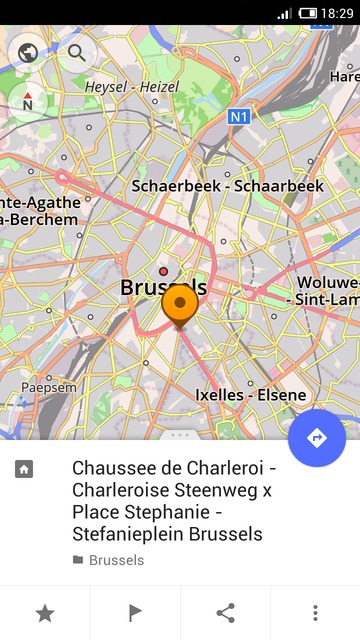 18:29
Hare
Heysel - Heizel
N
N1
Schaerbeek - Schaarbeek
nte-Agathe
a-Berchem
Brussels
Woluwe-
- Sint-Lam
Paepsem
Ixelles - Elsene
Chaussee de Charleroi -
Charleroise Steenweg x
Place Stephanie -
Stefanieplein Brussels
Brussels